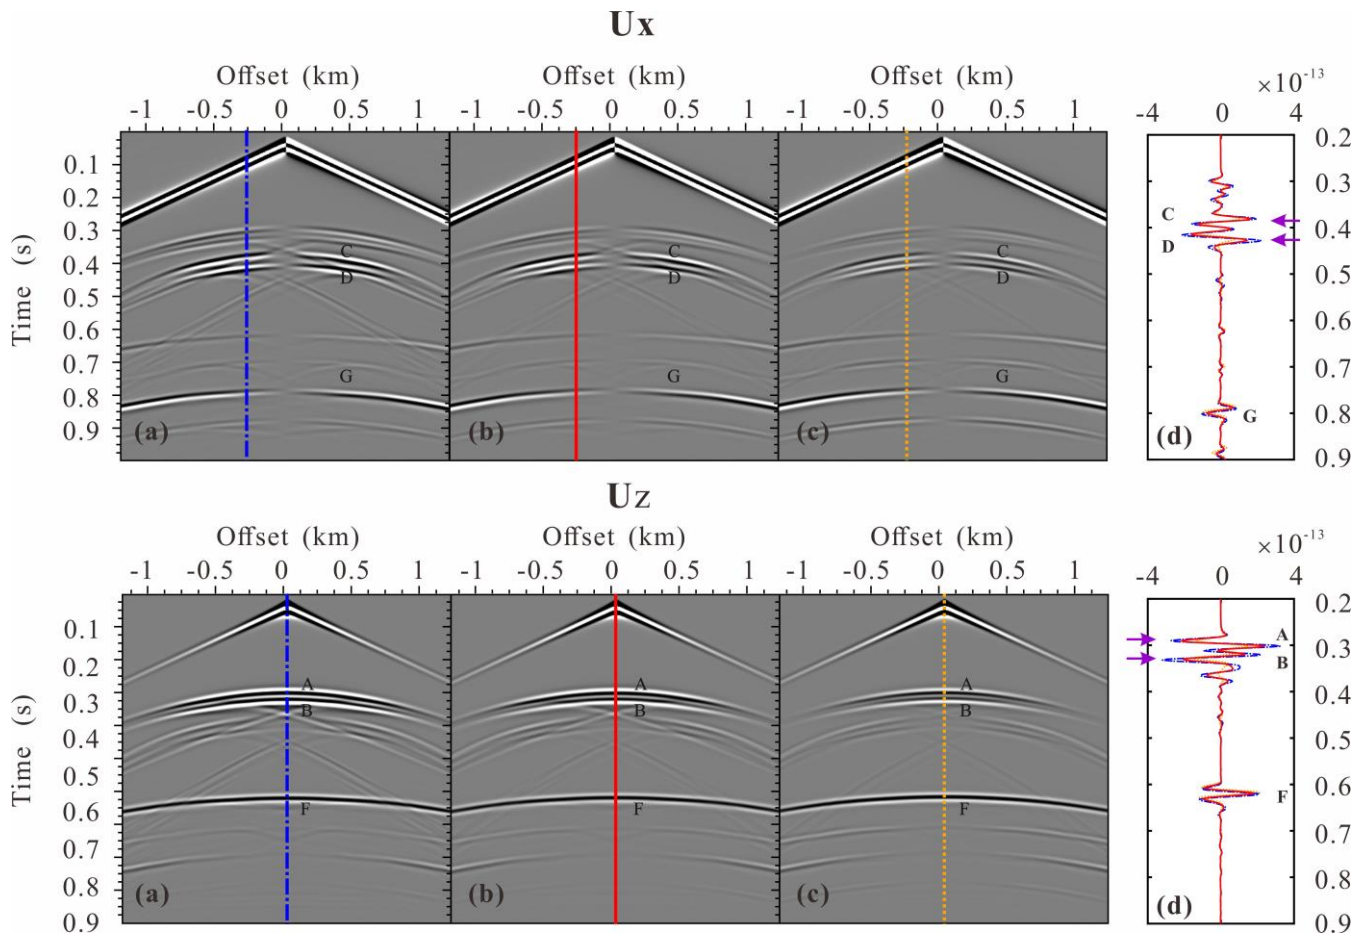 Ux
Offset (km) Offset (km) Offset (km) ×10⁻¹³
-1 -0.5 0 0.5 1 -1 -0.5 0 0.5 1 -1 -0.5 0 0.5 1 -4 0 4
Time (s)
0.1 0.2 0.3 0.4 0.5 0.6 0.7 0.8 0.9
C D G (a)
C D G (b)
C D G (c)
C D G (d)
0.2 0.3 0.4 0.5 0.6 0.7 0.8 0.9
Uz
Offset (km) Offset (km) Offset (km) ×10⁻¹³
-1 -0.5 0 0.5 1 -1 -0.5 0 0.5 1 -1 -0.5 0 0.5 1 -4 0 4
Time (s)
0.1 0.2 0.3 0.4 0.5 0.6 0.7 0.8 0.9
A B F (a)
A B F (b)
A B F (c)
A B F (d)
0.2 0.3 0.4 0.5 0.6 0.7 0.8 0.9